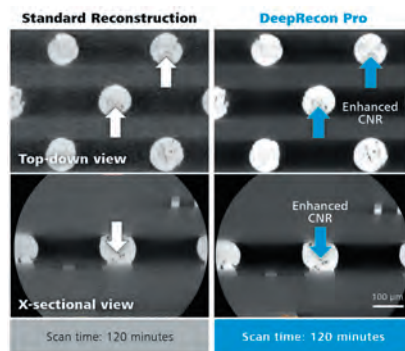 Standard Reconstruction
DeepRecon Pro
Enhanced
CNR
Top-down view
Enhanced
CNR
X-sectional view
100 µm
Scan time: 120 minutes
Scan time: 120 minutes